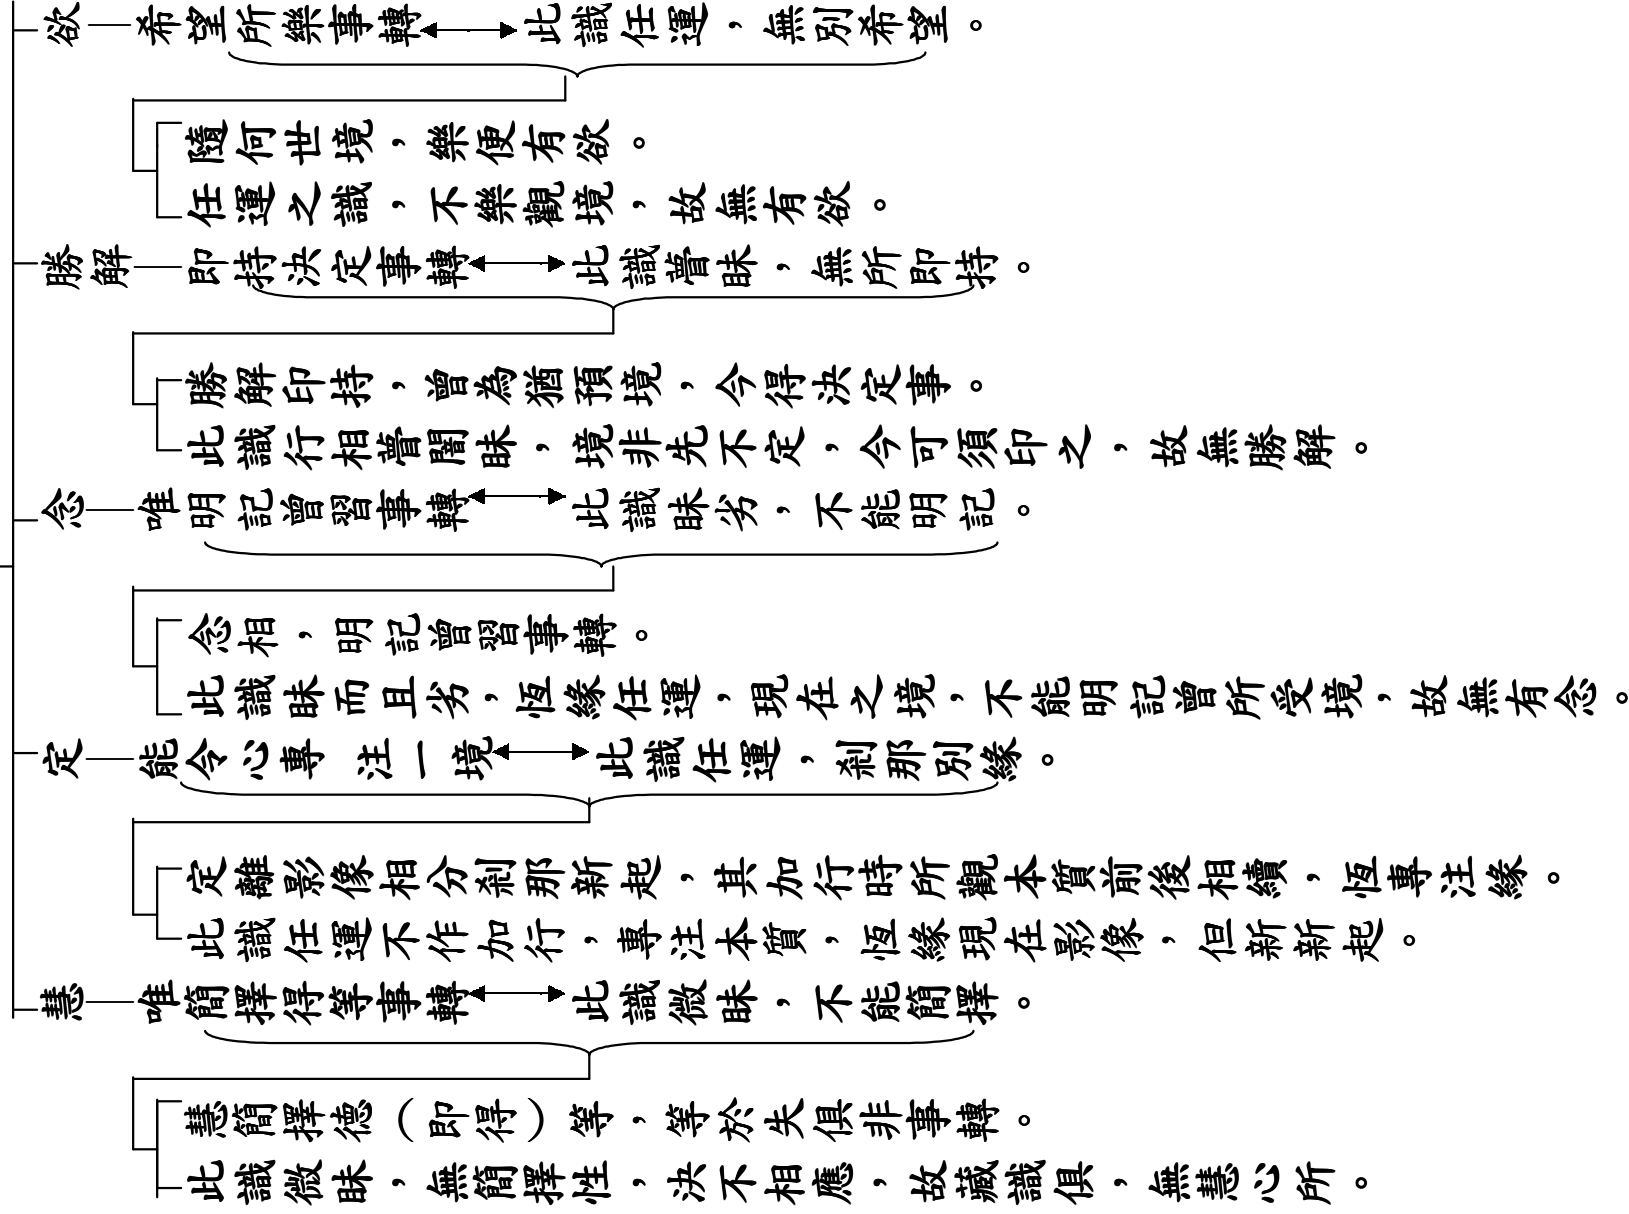 欲 希望所樂事轉 此識任運，無別希望。
隨何世境，樂便有欲。
任運之識，不樂觀境，故無有欲。
勝解 即持決定事轉 此識瞢昧，無所即持。
勝解印持，曾為猶預境，今得決定事。
此識行相瞢闇昧，境非先不定，今可須印之，故無勝解。
念 唯明記曾習事轉 此識昧劣，不能明記。
念相，明記曾習事轉。
此識昧而且劣，恆緣任運，現在之境，不能明記曾所受境，故無有念。
定 能令心專注一境 此識任運，剎那別緣。
定離影像相分剎那新起，其加行時所觀本質前後相續，恆專注緣。
此識任運不作加行，專注本質，恆緣現在影像，但新新起。
慧 唯簡擇得等事轉 此識微昧，不能簡擇。
慧簡擇德（即得）等，等於失俱非事轉。
此識微昧，無簡擇性，決不相應，故藏識俱，無慧心所。